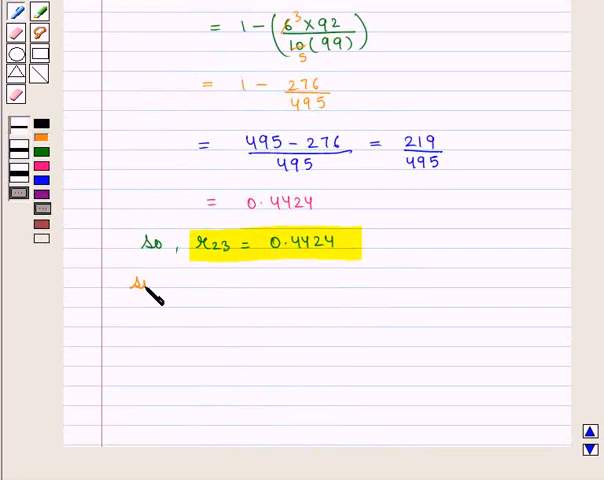 = 1 - (6 3 × 92 / 10 5 (99))
= 1 - 276 / 495
= 495 - 276 / 495 = 219 / 495
= 0.4424
so, r23 = 0.4424